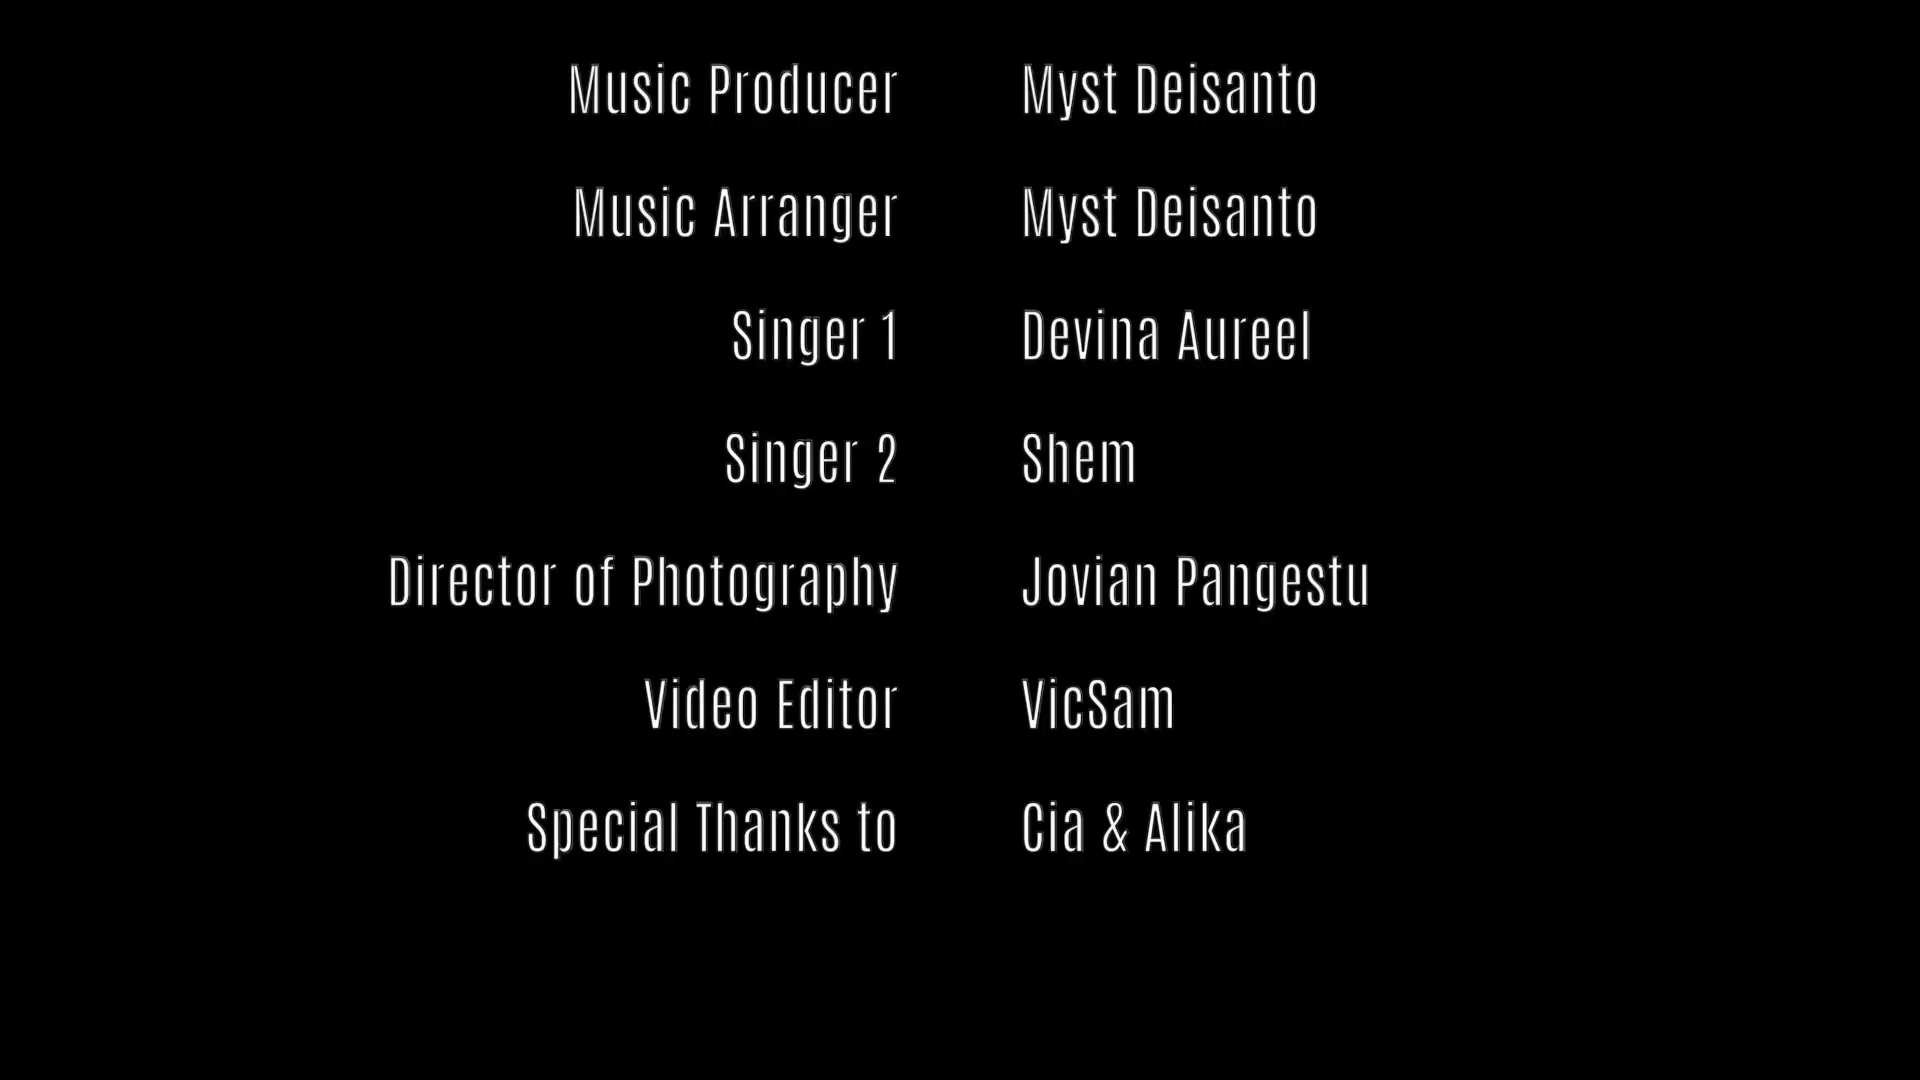 Music Producer Myst Deisanto
Music Arranger Myst Deisanto
Singer 1 Devina Aureel
Singer 2 Shem
Director of Photography Jovian Pangestu
Video Editor VicSam
Special Thanks to Cia & Alika